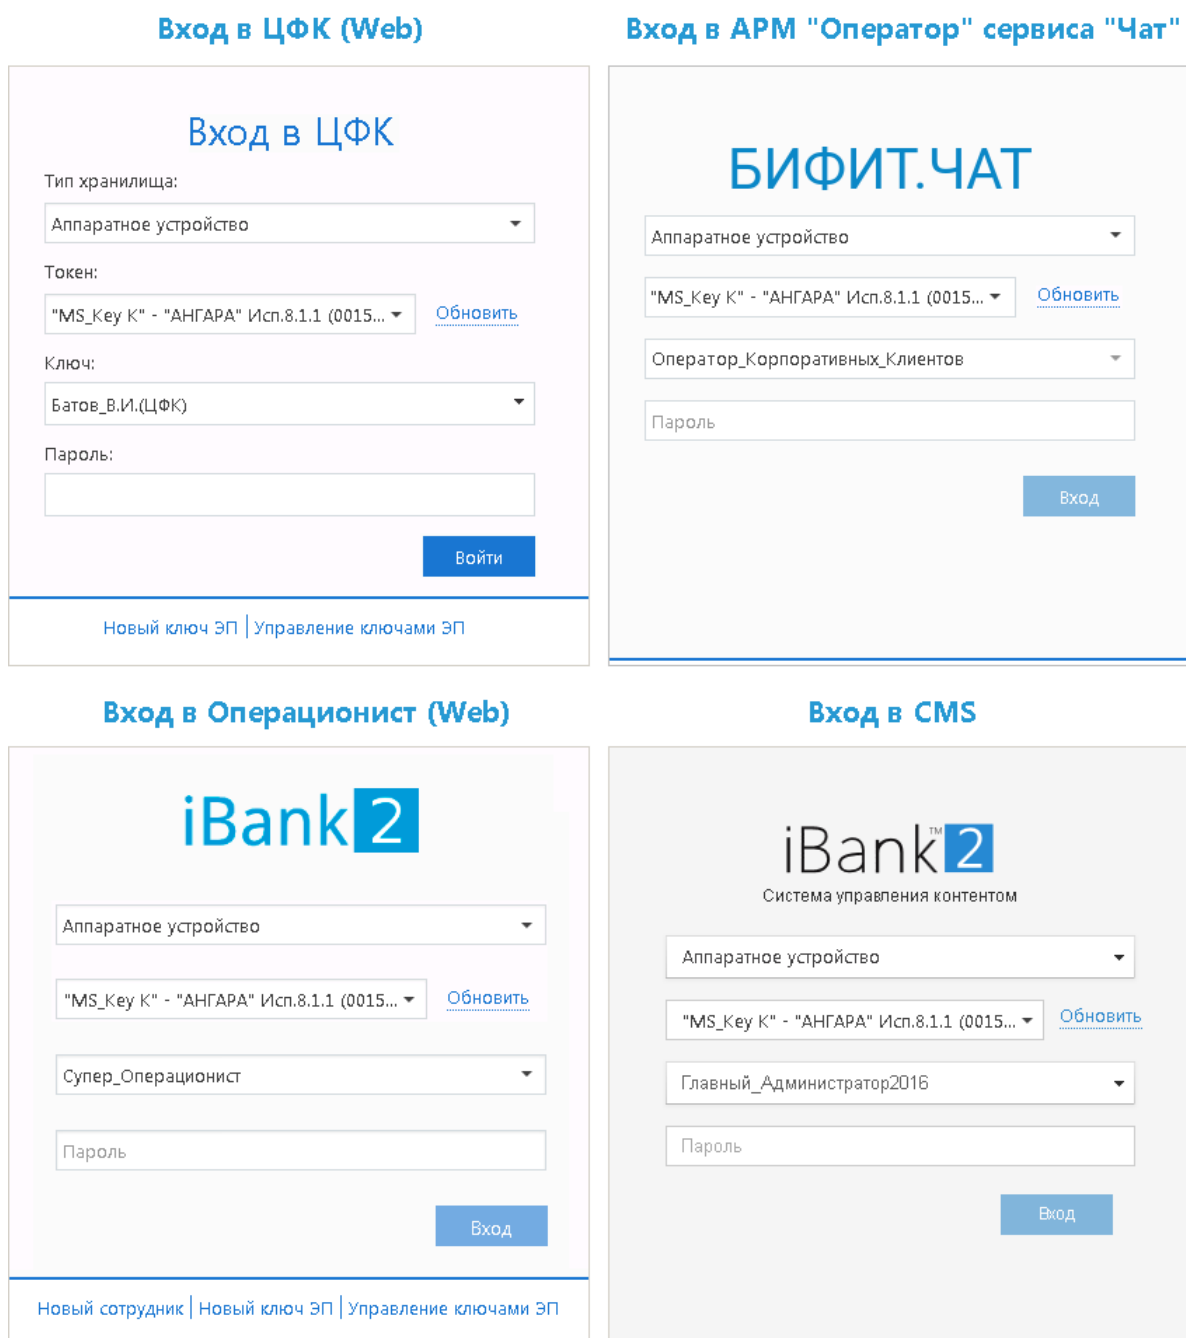 Вход в ЦФК (Web)
Вход в ЦФК
Тип хранилища:
Аппаратное устройство
Токен:
"MS_Key K" - "АНГАРА" Исп.8.1.1 (0015...
Обновить
Ключ:
Батов_В.И.(ЦФК)
Пароль:
Войти
Новый ключ ЭП | Управление ключами ЭП
Вход в АРМ "Оператор" сервиса "Чат"
БИФИТ.ЧАТ
Аппаратное устройство
"MS_Key K" - "АНГАРА" Исп.8.1.1 (0015...
Обновить
Оператор_Корпоративных_Клиентов
Пароль
Вход
Вход в Операционист (Web)
iBank 2
Аппаратное устройство
"MS_Key K" - "АНГАРА" Исп.8.1.1 (0015...
Обновить
Супер_Операционист
Пароль
Вход
Новый сотрудник | Новый ключ ЭП | Управление ключами ЭП
Вход в CMS
iBank™ 2
Система управления контентом
Аппаратное устройство
"MS_Key K" - "АНГАРА" Исп.8.1.1 (0015...
Обновить
Главный_Администратор2016
Пароль
Вход